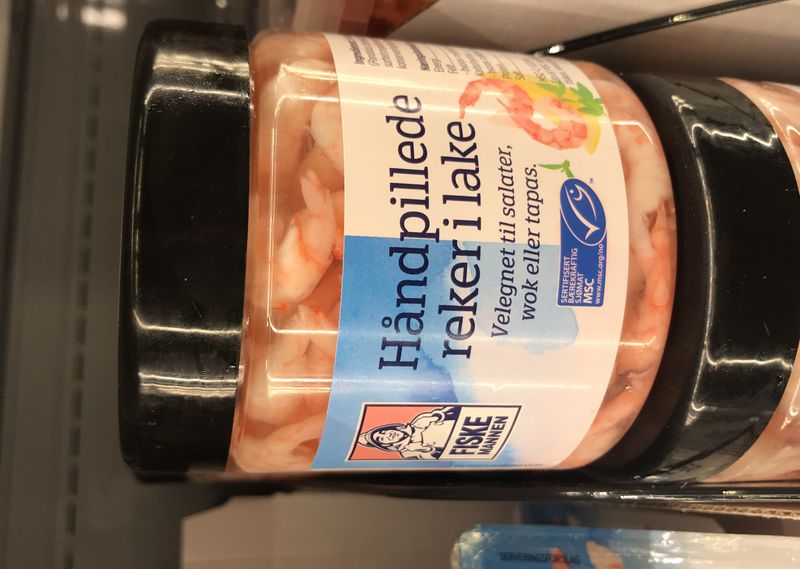 Håndpillede
reker i lake
Velegnet til salater,
wok eller tapas.
FISKE
MANNEN
SERTIFISERT
BÆREKRAFTIG
SJØMAT
MSC
www.msc.org/no
TM